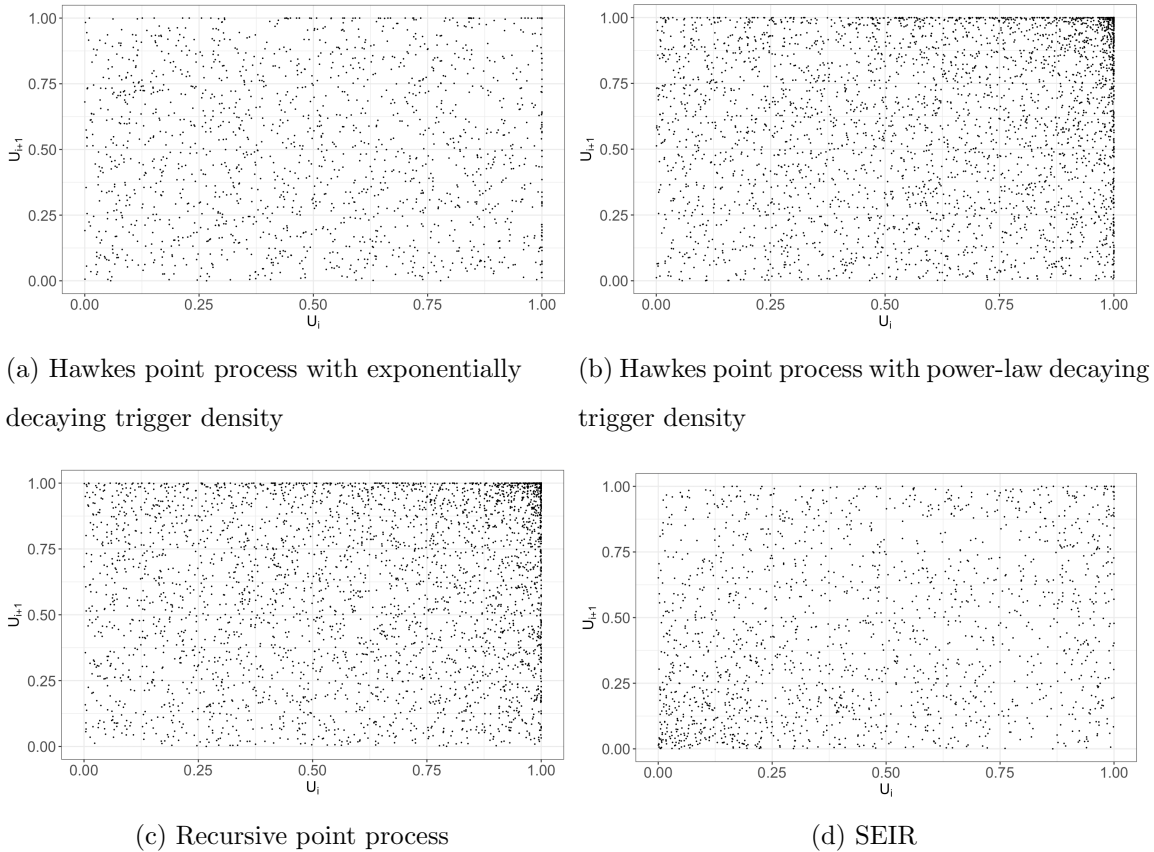 1.00
0.75
0.50
0.25
0.00
U_{i+1}
0.00 0.25 0.50 0.75 1.00
U_i
(a) Hawkes point process with exponentially
decaying trigger density
1.00
0.75
0.50
0.25
0.00
U_{i+1}
0.00 0.25 0.50 0.75 1.00
U_i
(b) Hawkes point process with power-law decaying
trigger density
1.00
0.75
0.50
0.25
0.00
U_{i+1}
0.00 0.25 0.50 0.75 1.00
U_i
(c) Recursive point process
1.00
0.75
0.50
0.25
0.00
U_{i+1}
0.00 0.25 0.50 0.75 1.00
U_i
(d) SEIR